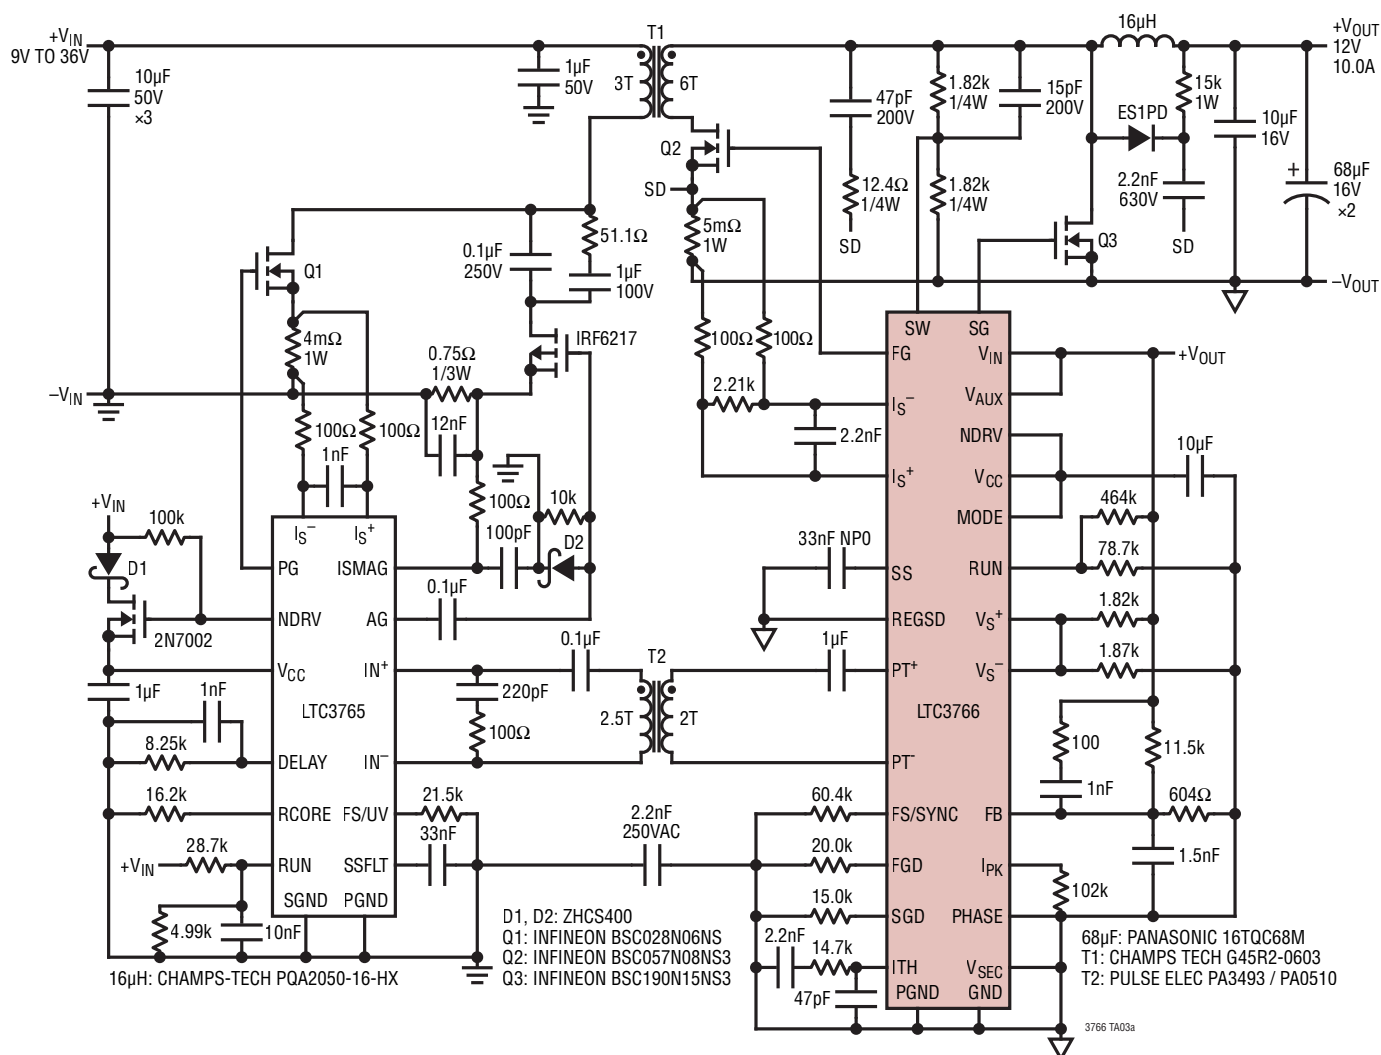 +VIN
9V TO 36V
10µF
50V
×3
1µF
50V
T1
3T
6T
47pF
200V
1.82k
1/4W
15pF
200V
16µH
+VOUT
12V
10.0A
15k
1W
ES1PD
10µF
16V
+
68µF
16V
×2
2.2nF
630V
SD
Q2
SD
12.4Ω
1/4W
SD
1.82k
1/4W
Q3
–VOUT
5mΩ
1W
51.1Ω
0.1µF
250V
1µF
100V
Q1
4mΩ
1W
IRF6217
0.75Ω
1/3W
–VIN
12nF
100Ω
100Ω
1nF
100Ω
100Ω
2.21k
2.2nF
SW
SG
FG
VIN
+VOUT
VAUX
IS–
NDRV
IS+
VCC
10µF
MODE
464k
78.7k
33nF NP0
SS
RUN
REGSD
VS+
1.82k
1µF
PT+
VS–
1.87k
LTC3766
PT–
100
1nF
11.5k
FS/SYNC
FB
604Ω
1.5nF
FGD
IPK
102k
SGD
PHASE
ITH
VSEC
PGND
GND
+VIN
100k
D1
2N7002
IS–
IS+
PG
ISMAG
100Ω
100pF
10k
D2
NDRV
AG
0.1µF
VCC
IN+
0.1µF
T2
1µF
1nF
LTC3765
220pF
100Ω
2.5T
2T
8.25k
DELAY
IN–
16.2k
RCORE
FS/UV
21.5k
33nF
2.2nF
250VAC
60.4k
20.0k
15.0k
2.2nF
14.7k
47pF
+VIN
28.7k
RUN
SSFLT
SGND
PGND
4.99k
10nF
16µH: CHAMPS-TECH PQA2050-16-HX
D1, D2: ZHCS400
Q1: INFINEON BSC028N06NS
Q2: INFINEON BSC057N08NS3
Q3: INFINEON BSC190N15NS3
68µF: PANASONIC 16TQC68M
T1: CHAMPS TECH G45R2-0603
T2: PULSE ELEC PA3493 / PA0510
3766 TA03a